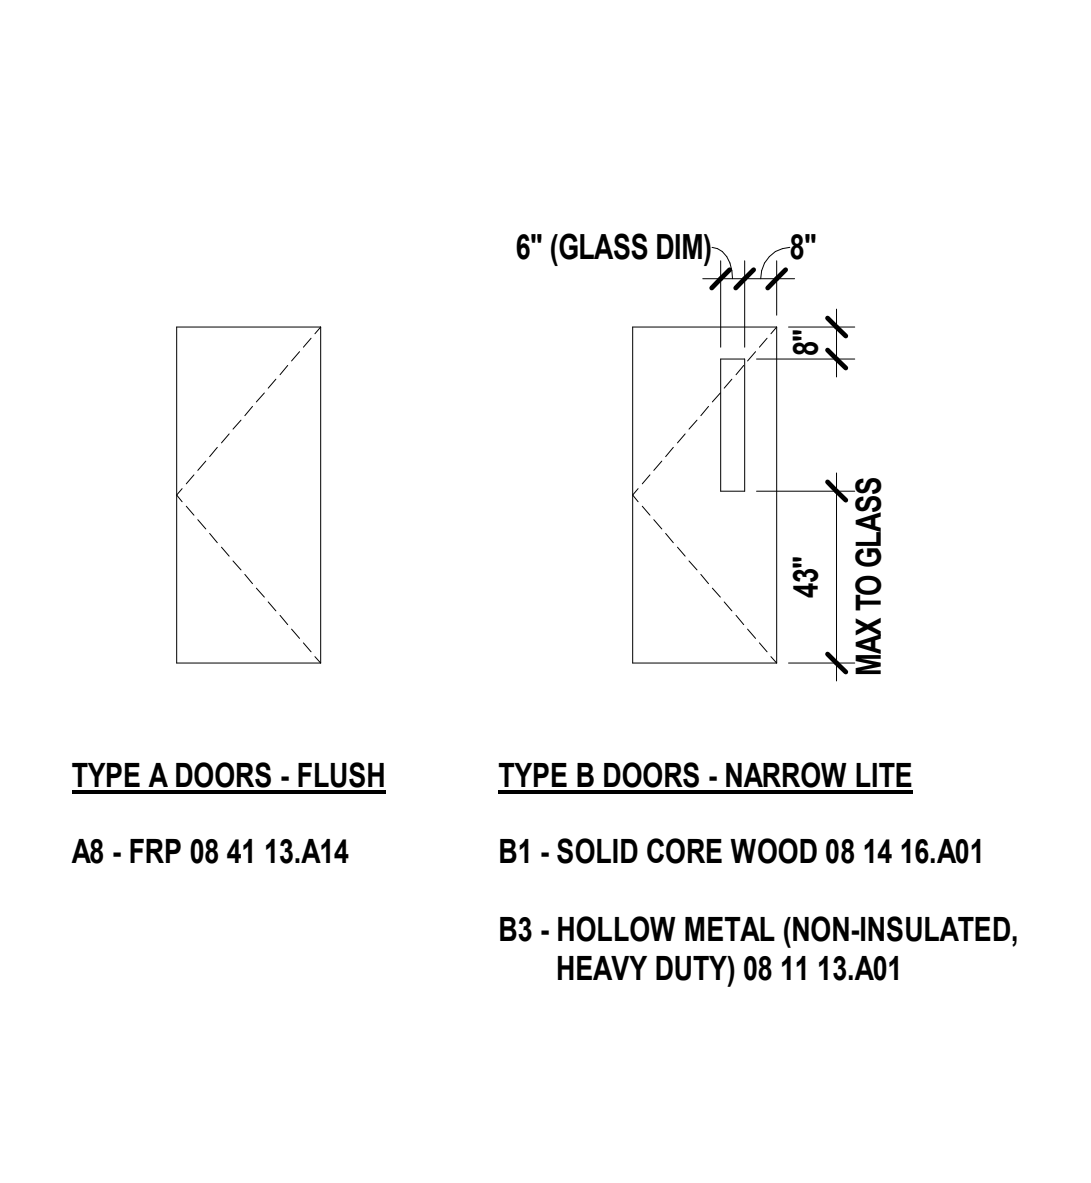 6" (GLASS DIM)
8"
8"
43"
MAX TO GLASS
TYPE A DOORS - FLUSH
A8 - FRP 08 41 13.A14
TYPE B DOORS - NARROW LITE
B1 - SOLID CORE WOOD 08 14 16.A01
B3 - HOLLOW METAL (NON-INSULATED,
HEAVY DUTY) 08 11 13.A01